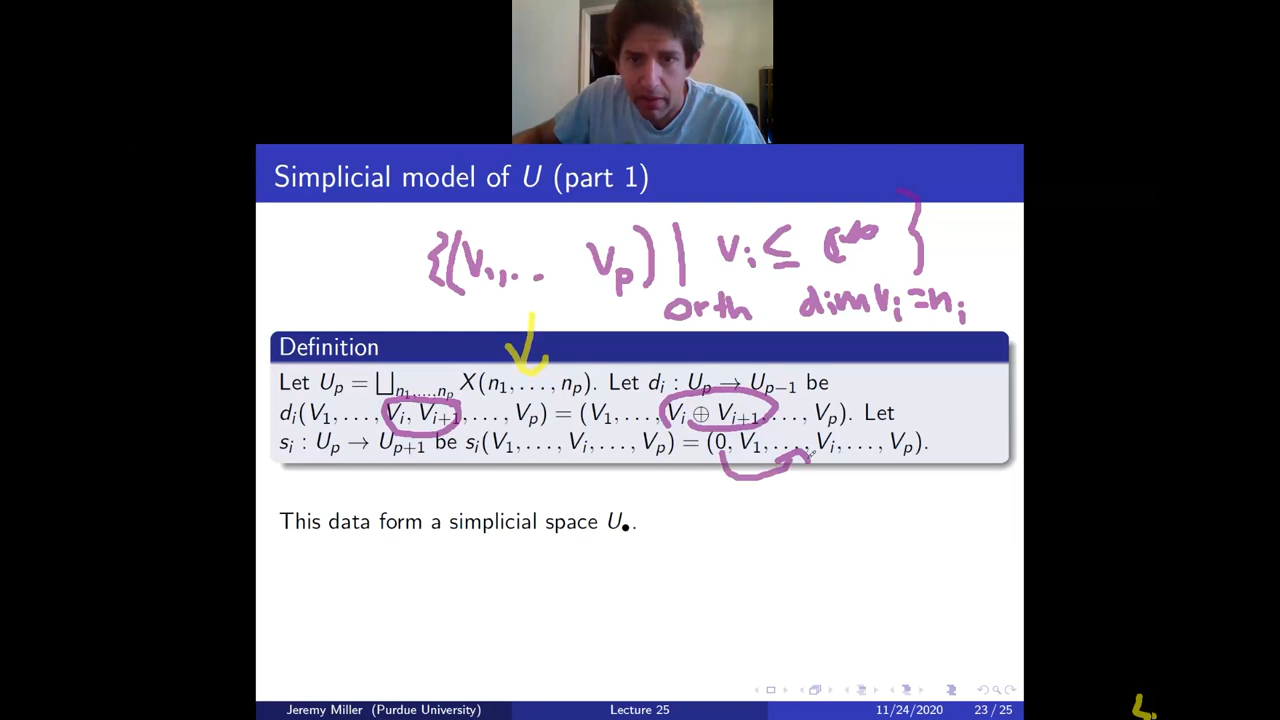 Simplicial model of U (part 1)
{(V₁,.. Vₚ) | Vᵢ ≤ ℂ^∞ }
orth dim Vᵢ = nᵢ
Definition
Let Uₚ = ⨆_{n₁,...,nₚ} X(n₁, . . . , nₚ). Let dᵢ : Uₚ → Uₚ₋₁ be
dᵢ(V₁, . . . , Vᵢ, Vᵢ₊₁, . . . , Vₚ) = (V₁, . . . , Vᵢ ⊕ Vᵢ₊₁, . . . , Vₚ). Let
sᵢ : Uₚ → Uₚ₊₁ be sᵢ(V₁, . . . , Vᵢ, . . . , Vₚ) = (0, V₁, . . . , Vᵢ, . . . , Vₚ).
This data form a simplicial space U•.
Jeremy Miller (Purdue University) Lecture 25 11/24/2020 23 / 25